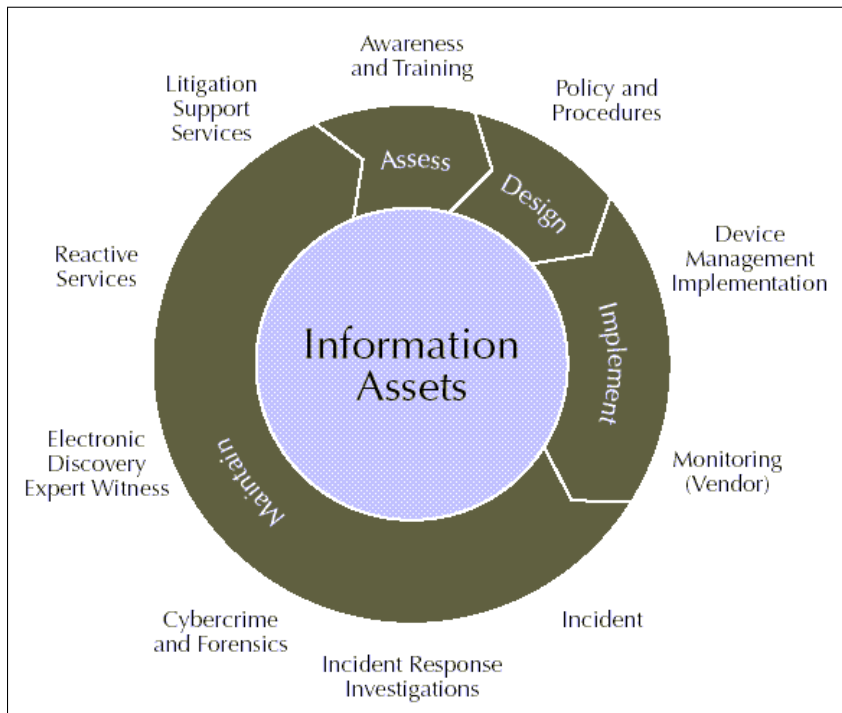 Awareness
and Training
Policy and
Procedures
Device
Management
Implementation
Monitoring
(Vendor)
Incident
Incident Response
Investigations
Cybercrime
and Forensics
Electronic
Discovery
Expert Witness
Reactive
Services
Litigation
Support
Services
Assess
Design
Implement
Maintain
Information
Assets